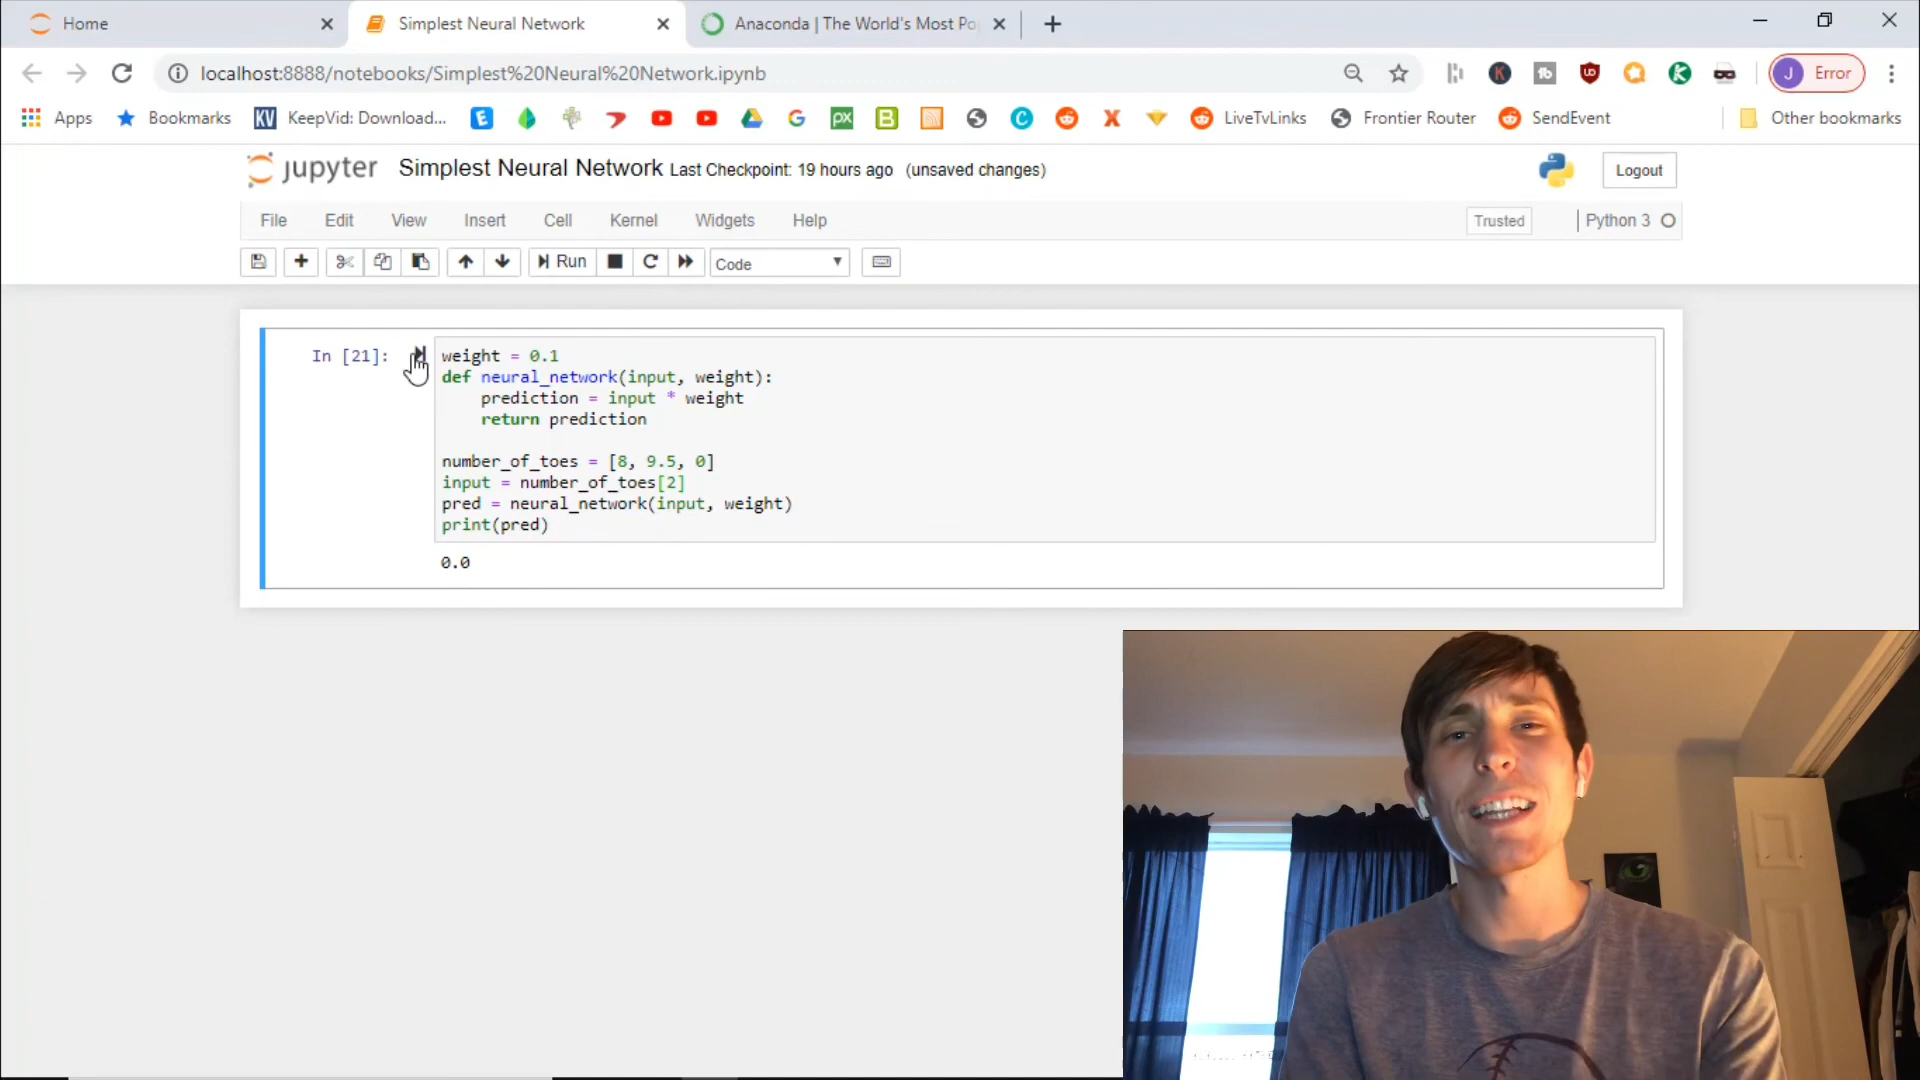 Home
Simplest Neural Network
Anaconda | The World's Most Po
localhost:8888/notebooks/Simplest%20Neural%20Network.ipynb
J Error
Apps Bookmarks KV KeepVid: Download... LiveTvLinks Frontier Router SendEvent Other bookmarks
jupyter Simplest Neural Network Last Checkpoint: 19 hours ago (unsaved changes) Logout
File Edit View Insert Cell Kernel Widgets Help Trusted Python 3
Run Code
In [21]: weight = 0.1
def neural_network(input, weight):
    prediction = input * weight
    return prediction
number_of_toes = [8, 9.5, 0]
input = number_of_toes[2]
pred = neural_network(input, weight)
print(pred)
0.0